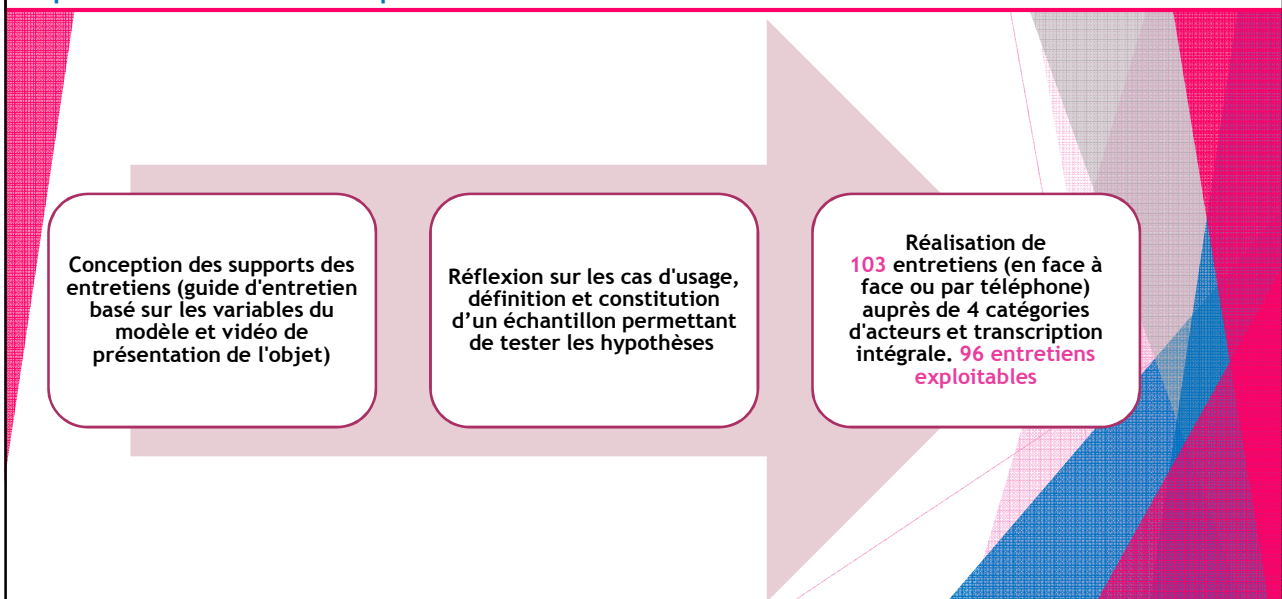 Conception des supports des
entretiens (guide d'entretien
basé sur les variables du
modèle et vidéo de
présentation de l'objet)
Réflexion sur les cas d'usage,
définition et constitution
d’un échantillon permettant
de tester les hypothèses
Réalisation de
103 entretiens (en face à
face ou par téléphone)
auprès de 4 catégories
d'acteurs et transcription
intégrale. 96 entretiens
exploitables